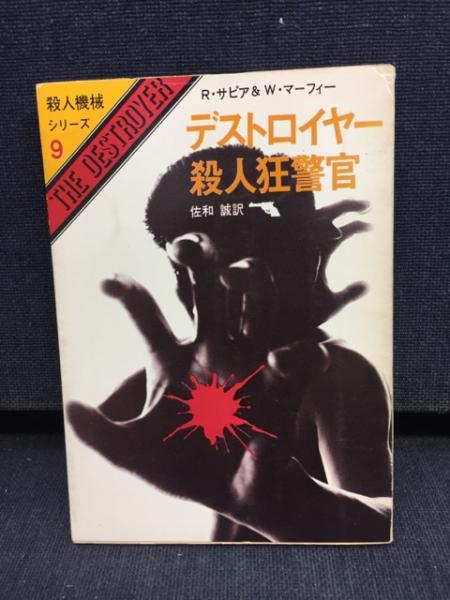 殺人機械
シリーズ
9
THE DESTROYER
R・サピア&W・マーフィー
デストロイヤー
殺人狂警官
佐和 誠訳